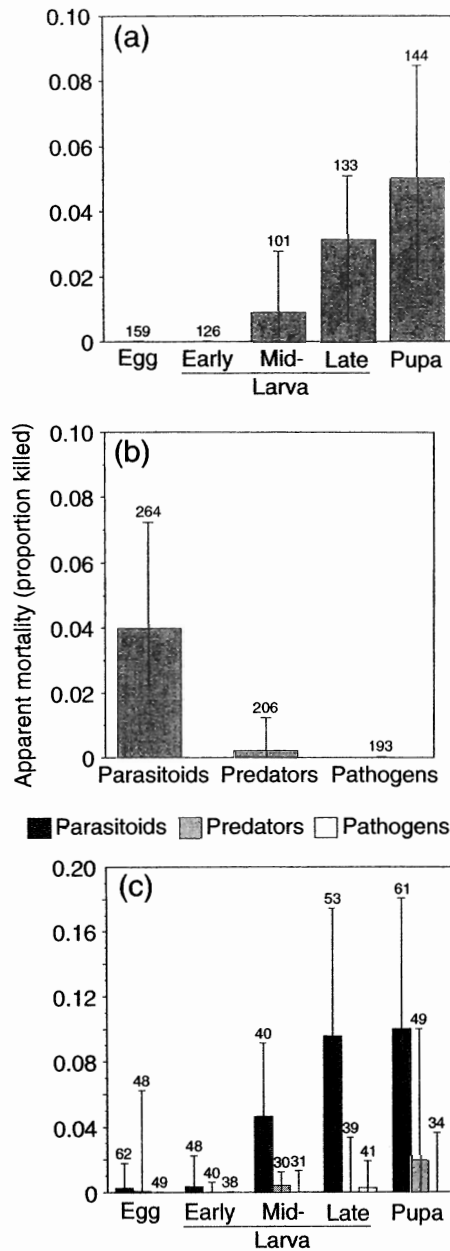 0.10
(a)
144
0.08
0.06
133
0.04
101
0.02
159
126
0
Egg
Early
Mid-
Late
Pupa
Larva
Apparent mortality (proportion killed)
0.10
(b)
0.08
264
0.06
0.04
0.02
206
193
0
Parasitoids
Predators
Pathogens
Parasitoids
Predators
Pathogens
0.20
(c)
61
53
0.16
0.12
49
40
0.08
48
39
34
0.04
62
48
41
30
31
40
49
38
0
Egg
Early
Mid-
Late
Pupa
Larva